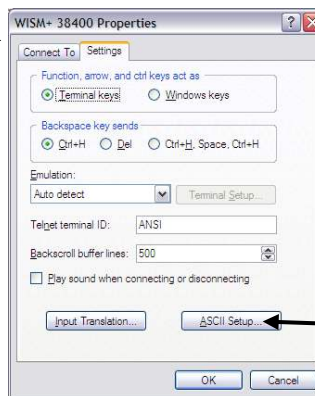 WISM+ 38400 Properties
Connect To Settings
Function, arrow, and ctrl keys act as
Terminal keys Windows keys
Backspace key sends
Ctrl+H Del Ctrl+H, Space, Ctrl+H
Emulation:
Auto detect Terminal Setup...
Telnet terminal ID: ANSI
Backscroll buffer lines: 500
Play sound when connecting or disconnecting
Input Translation... ASCII Setup...
OK Cancel